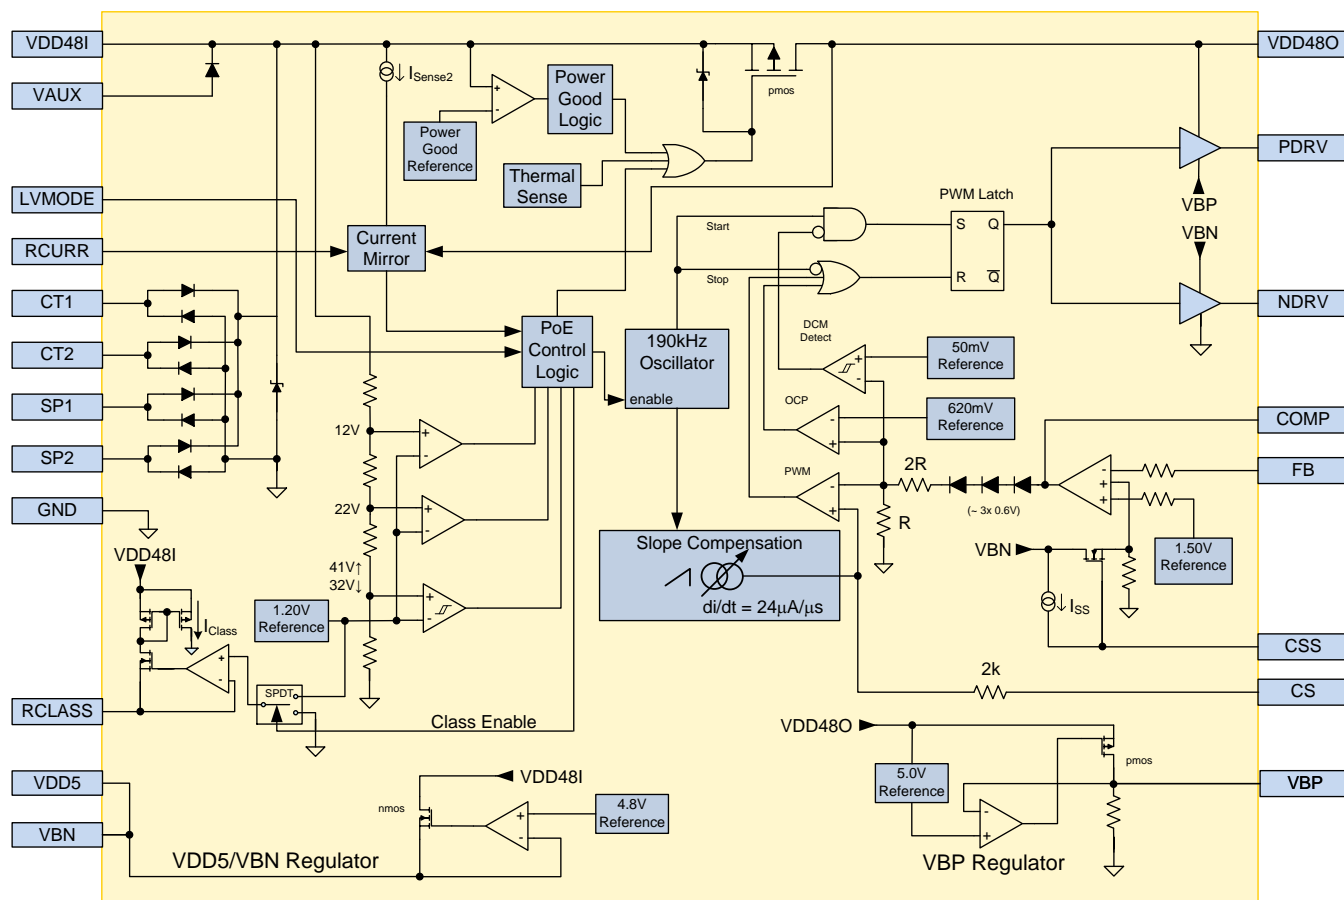 VDD48I
VAUX
LVMODE
RCURR
CT1
CT2
SP1
SP2
GND
RCLASS
VDD5
VBN
VDD48O
PDRV
NDRV
COMP
FB
CSS
CS
VBP
ISense2
+
-
Power
Good
Reference
Power
Good
Logic
Thermal
Sense
pmos
Current
Mirror
PoE
Control
Logic
190kHz
Oscillator
enable
Start
Stop
PWM Latch
S Q
R Q
VBP
VBN
DCM
Detect
+
-
50mV
Reference
OCP
-
+
620mV
Reference
PWM
-
+
2R
R
(~ 3x 0.6V)
-
+
+
1.50V
Reference
VBN
ISS
Slope Compensation
di/dt = 24μA/μs
2k
12V
+
-
22V
+
-
41V↑
32V↓
+
-
1.20V
Reference
VDD48I
IClass
+
-
SPDT
Class Enable
VDD48I
nmos
+
-
4.8V
Reference
VDD5/VBN Regulator
VDD48O
5.0V
Reference
-
+
pmos
VBP Regulator